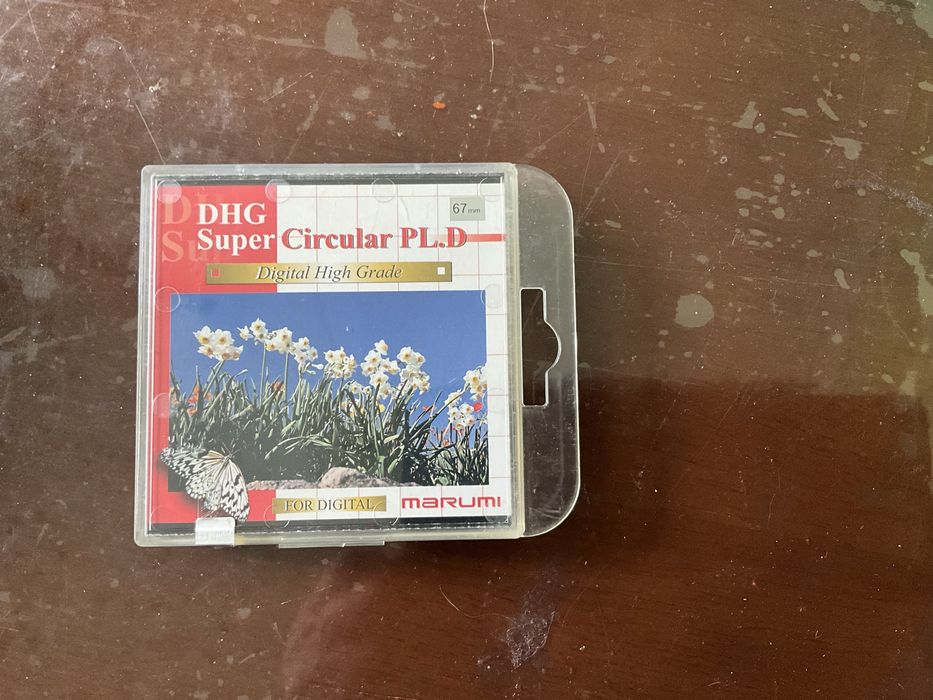 DHG
67mm
Super Circular PL.D
Digital High Grade
FOR DIGITAL
marumi